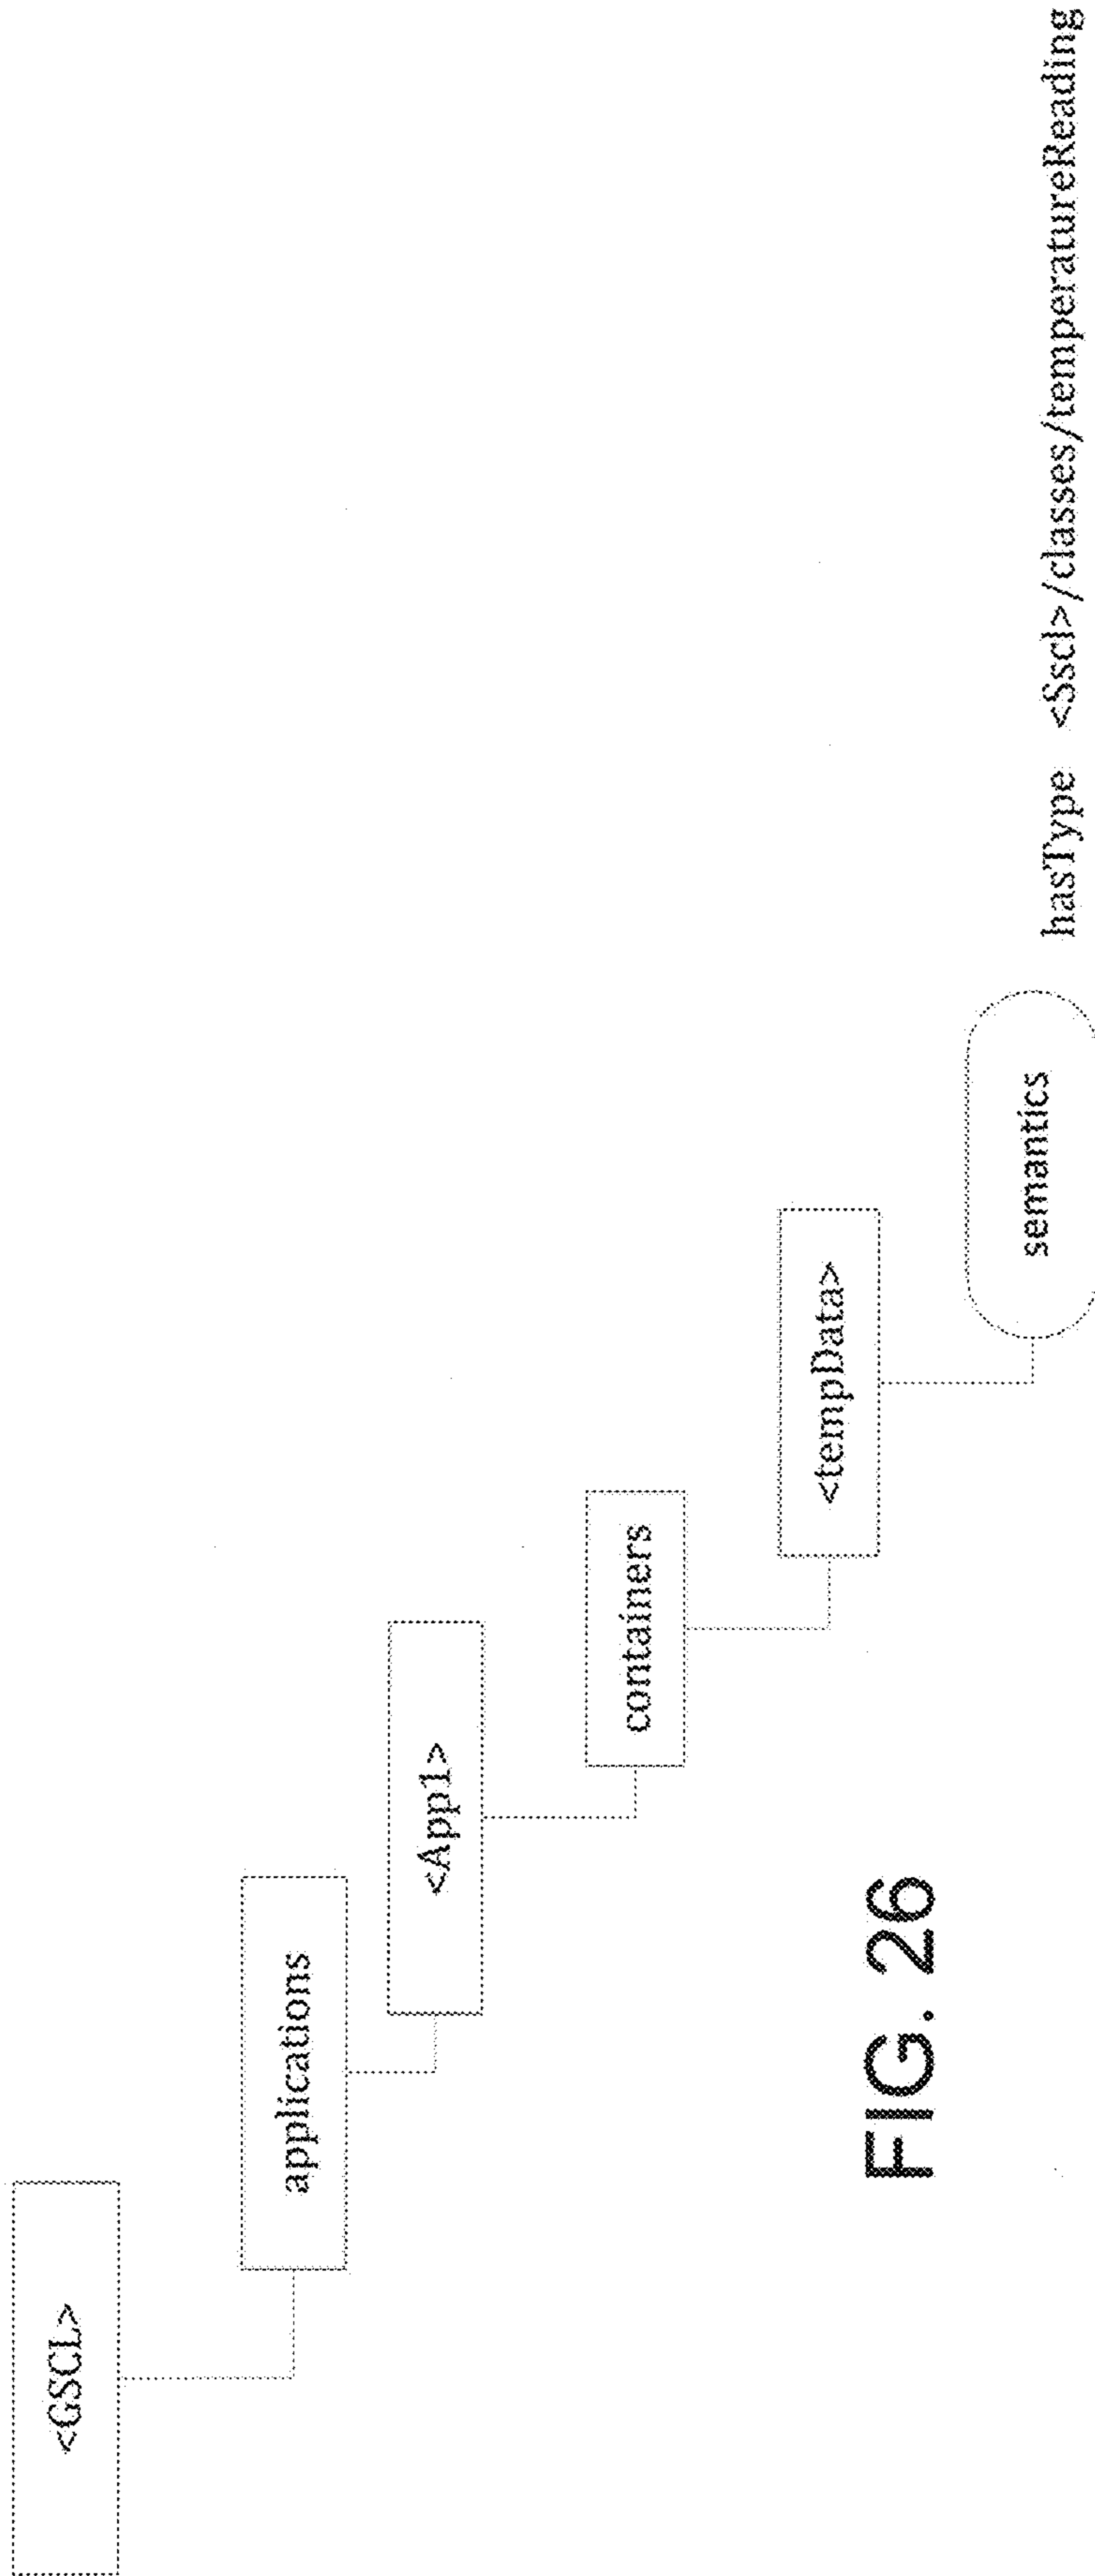 <GSCL>
applications
<App1>
containers
<tempData>
semantics
hasType <Sscl>/classes/temperatureReading
FIG. 26